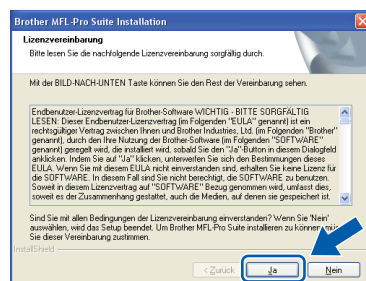 Brother MFL-Pro Suite Installation
Lizenzvereinbarung
Bitte lesen Sie die nachfolgende Lizenzvereinbarung sorgfältig durch.
Mit der BILD-NACH-UNTEN Taste können Sie den Rest der Vereinbarung sehen.
Endbenutzer-Lizenzvertrag für Brother-Software WICHTIG - BITTE SORGFÄLTIG
LESEN: Dieser Endbenutzer-Lizenzvertrag (im Folgenden "EULA" genannt) ist ein
rechtsgültiger Vertrag zwischen Ihnen und Brother Industries, Ltd. (im Folgenden "Brother"
genannt), durch den Ihre Nutzung der Brother-Software (im Folgenden "SOFTWARE"
genannt) geregelt wird, die installiert wird, sobald Sie den "Ja"-Button in diesem Dialogfeld
anklicken. Indem Sie auf "Ja" klicken, unterwerfen Sie sich den Bestimmungen dieses
EULA. Wenn Sie mit diesem EULA nicht einverstanden sind, erhalten Sie keine Lizenz für
die SOFTWARE. In diesem Fall sind Sie nicht berechtigt, die SOFTWARE zu benutzen.
Soweit in diesem Lizenzvertrag auf "SOFTWARE" Bezug genommen wird, umfasst dies,
soweit es der Zusammenhang gestattet, auch die Medien, auf denen sie gespeichert ist.
Sind Sie mit allen Bedingungen der Lizenzvereinbarung einverstanden? Wenn Sie 'Nein'
auswählen, wird das Setup beendet. Um Brother MFL-Pro Suite installieren zu können,
Sie dieser Vereinbarung zustimmen.
InstallShield
< Zurück
Ja
Nein